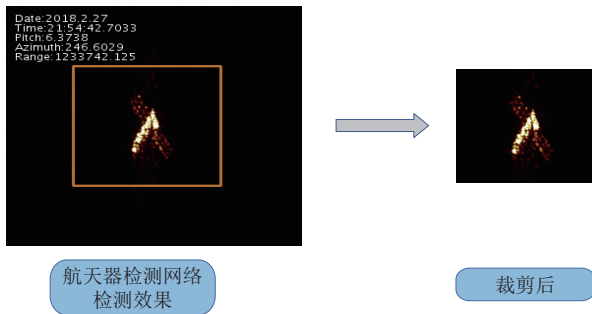 Date:2018.2.27
Time:21:54:42.7033
Pitch:6.3738
Azimuth:246.6029
Range:1233742.125
航天器检测网络
检测效果
裁剪后